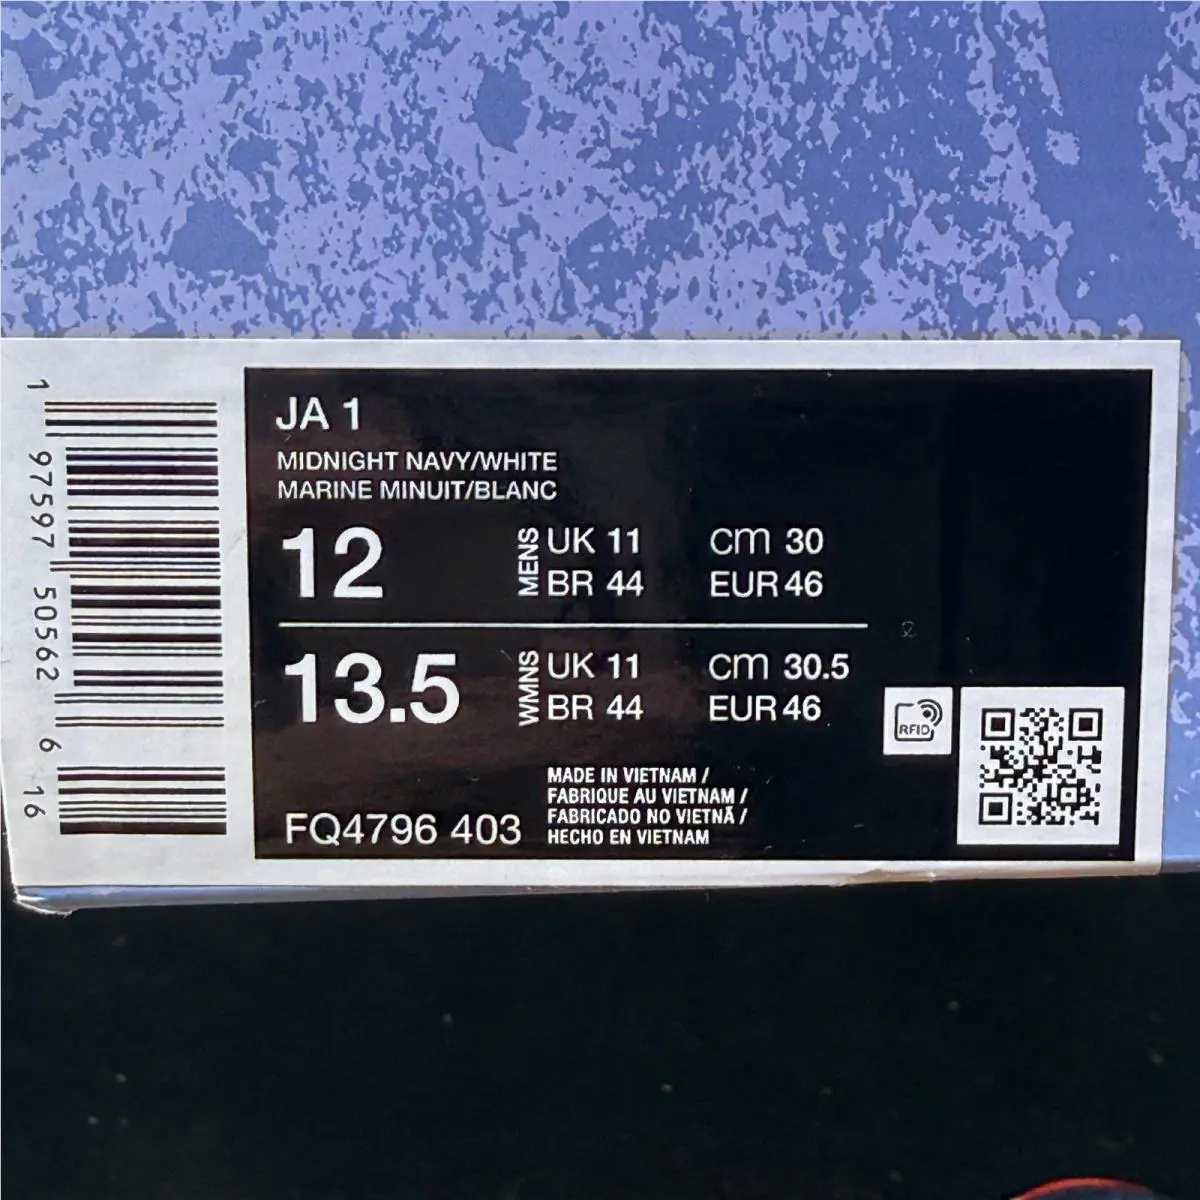 JA 1
MIDNIGHT NAVY/WHITE
MARINE MINUIT/BLANC
12 MENS UK 11 CM 30
BR 44 EUR 46
13.5 WMNS UK 11 CM 30.5
BR 44 EUR 46
RFID
MADE IN VIETNAM /
FABRIQUE AU VIETNAM /
FABRICADO NO VIETNÃ /
HECHO EN VIETNAM
FQ4796 403
1 97597 50562 6 16